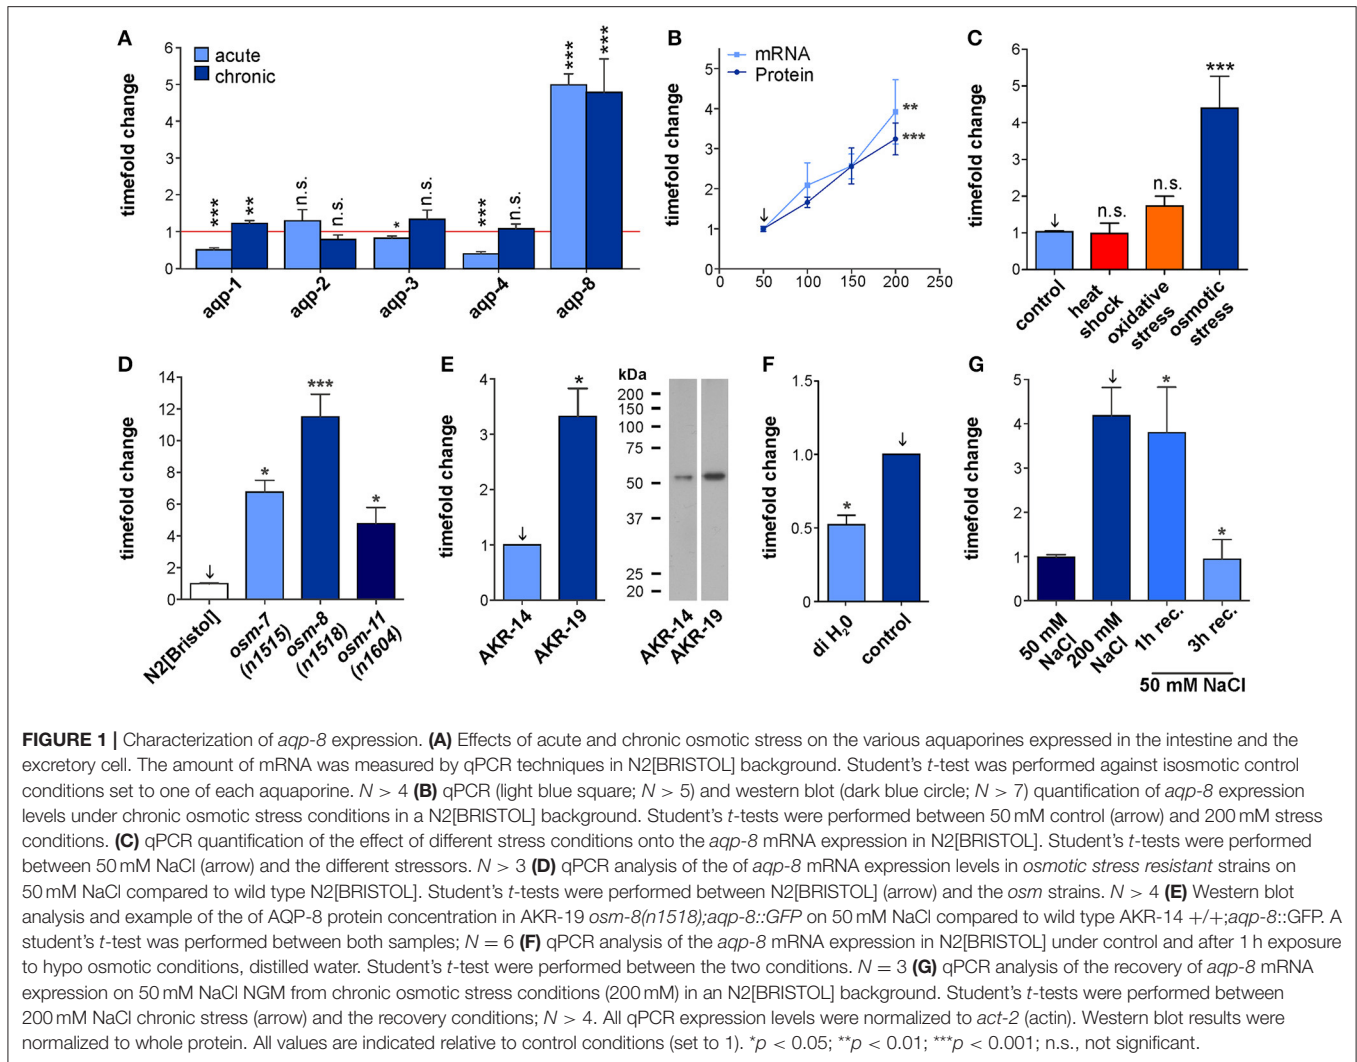 A
timefold change
6
5
4
3
2
1
0
acute
chronic
***
**
n.s.
n.s.
*
n.s.
***
n.s.
***
***
aqp-1
aqp-2
aqp-3
aqp-4
aqp-8
B
timefold change
5
4
3
2
1
0
mRNA
Protein
**
***
0
50
100
150
200
250
C
timefold change
6
5
4
3
2
1
0
n.s.
n.s.
***
control
heat
shock
oxidative
stress
osmotic
stress
D
timefold change
14
12
10
8
6
4
2
0
*
***
*
N2[Bristol]
osm-7
(n1515)
osm-8
(n1518)
osm-11
(n1604)
E
timefold change
4
3
2
1
0
*
AKR-14
AKR-19
kDa
200
150
100
75
50
37
25
20
AKR-14
AKR-19
F
timefold change
1.5
1.0
0.5
0
*
di H20
control
G
timefold change
5
4
3
2
1
0
*
*
50 mM
NaCl
200 mM
NaCl
1h rec.
3h rec.
50 mM NaCl
FIGURE 1 | Characterization of aqp-8 expression. (A) Effects of acute and chronic osmotic stress on the various aquaporines expressed in the intestine and the
excretory cell. The amount of mRNA was measured by qPCR techniques in N2[BRISTOL] background. Student's t-test was performed against isosmotic control
conditions set to one of each aquaporine. N > 4 (B) qPCR (light blue square; N > 5) and western blot (dark blue circle; N > 7) quantification of aqp-8 expression
levels under chronic osmotic stress conditions in a N2[BRISTOL] background. Student's t-tests were performed between 50 mM control (arrow) and 200 mM stress
conditions. (C) qPCR quantification of the effect of different stress conditions onto the aqp-8 mRNA expression in N2[BRISTOL]. Student's t-tests were performed
between 50 mM NaCl (arrow) and the different stressors. N > 3 (D) qPCR analysis of the of aqp-8 mRNA expression levels in osmotic stress resistant strains on
50 mM NaCl compared to wild type N2[BRISTOL]. Student's t-tests were performed between N2[BRISTOL] (arrow) and the osm strains. N > 4 (E) Western blot
analysis and example of the of AQP-8 protein concentration in AKR-19 osm-8(n1518);aqp-8::GFP on 50 mM NaCl compared to wild type AKR-14 +/+;aqp-8::GFP. A
student's t-test was performed between both samples; N = 6 (F) qPCR analysis of the aqp-8 mRNA expression in N2[BRISTOL] under control and after 1 h exposure
to hypo osmotic conditions, distilled water. Student's t-test were performed between the two conditions. N = 3 (G) qPCR analysis of the recovery of aqp-8 mRNA
expression on 50 mM NaCl NGM from chronic osmotic stress conditions (200 mM) in an N2[BRISTOL] background. Student's t-tests were performed between
200 mM NaCl chronic stress (arrow) and the recovery conditions; N > 4. All qPCR expression levels were normalized to act-2 (actin). Western blot results were
normalized to whole protein. All values are indicated relative to control conditions (set to 1). *p < 0.05; **p < 0.01; ***p < 0.001; n.s., not significant.